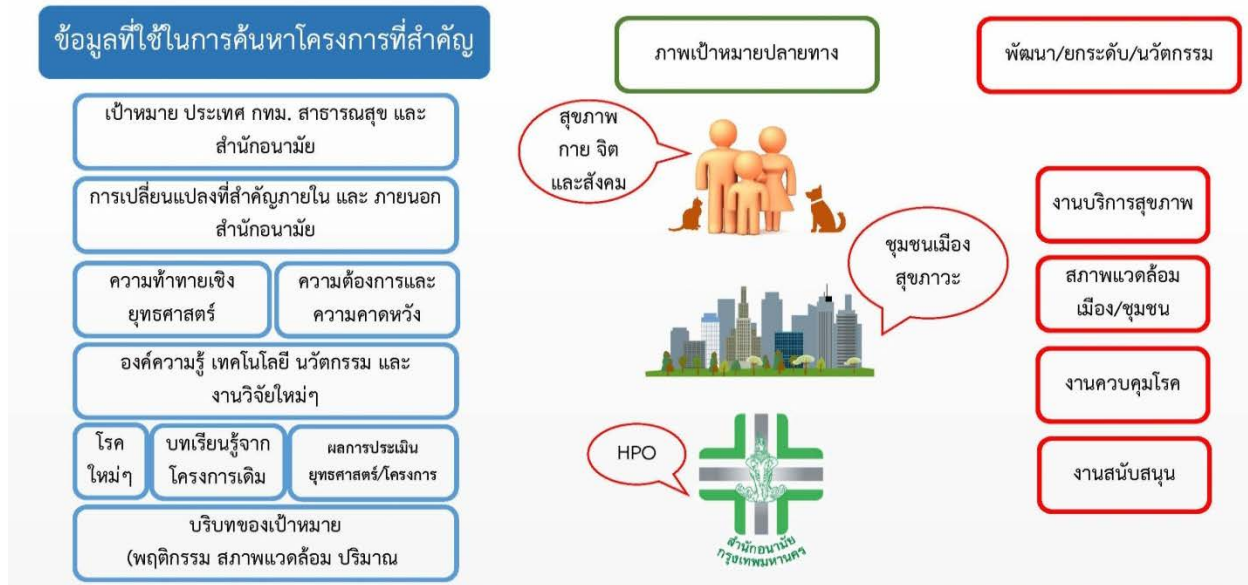 ข้อมูลที่ใช้ในการค้นหาโครงการที่สำคัญ
เป้าหมาย ประเทศ กทม. สาธารณสุข และ
สำนักอนามัย
การเปลี่ยนแปลงที่สำคัญภายใน และ ภายนอก
สำนักอนามัย
ความท้าทายเชิง
ยุทธศาสตร์
ความต้องการและ
ความคาดหวัง
องค์ความรู้ เทคโนโลยี นวัตกรรม และ
งานวิจัยใหม่ๆ
โรค
ใหม่ๆ
บทเรียนรู้จาก
โครงการเดิม
ผลการประเมิน
ยุทธศาสตร์/โครงการ
บริบทของเป้าหมาย
(พฤติกรรม สภาพแวดล้อม ปริมาณ
ภาพเป้าหมายปลายทาง
สุขภาพ
กาย จิต
และสังคม
ชุมชนเมือง
สุขภาวะ
HPO
สำนักอนามัย
กรุงเทพมหานคร
พัฒนา/ยกระดับ/นวัตกรรม
งานบริการสุขภาพ
สภาพแวดล้อม
เมือง/ชุมชน
งานควบคุมโรค
งานสนับสนุน